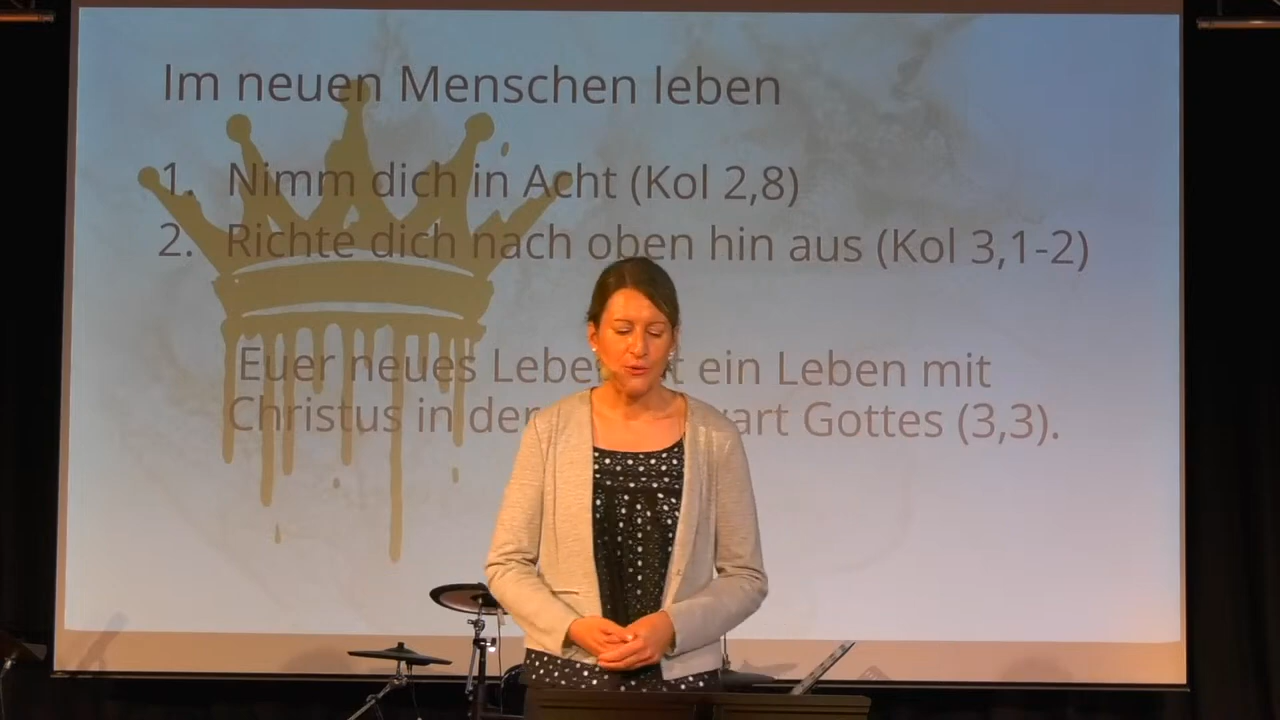 Im neuen Menschen leben
1. Nimm dich in Acht (Kol 2,8)
2. Richte dich nach oben hin aus (Kol 3,1-2)
Euer neues ein Leben mit
Christus in Gottes (3,3).